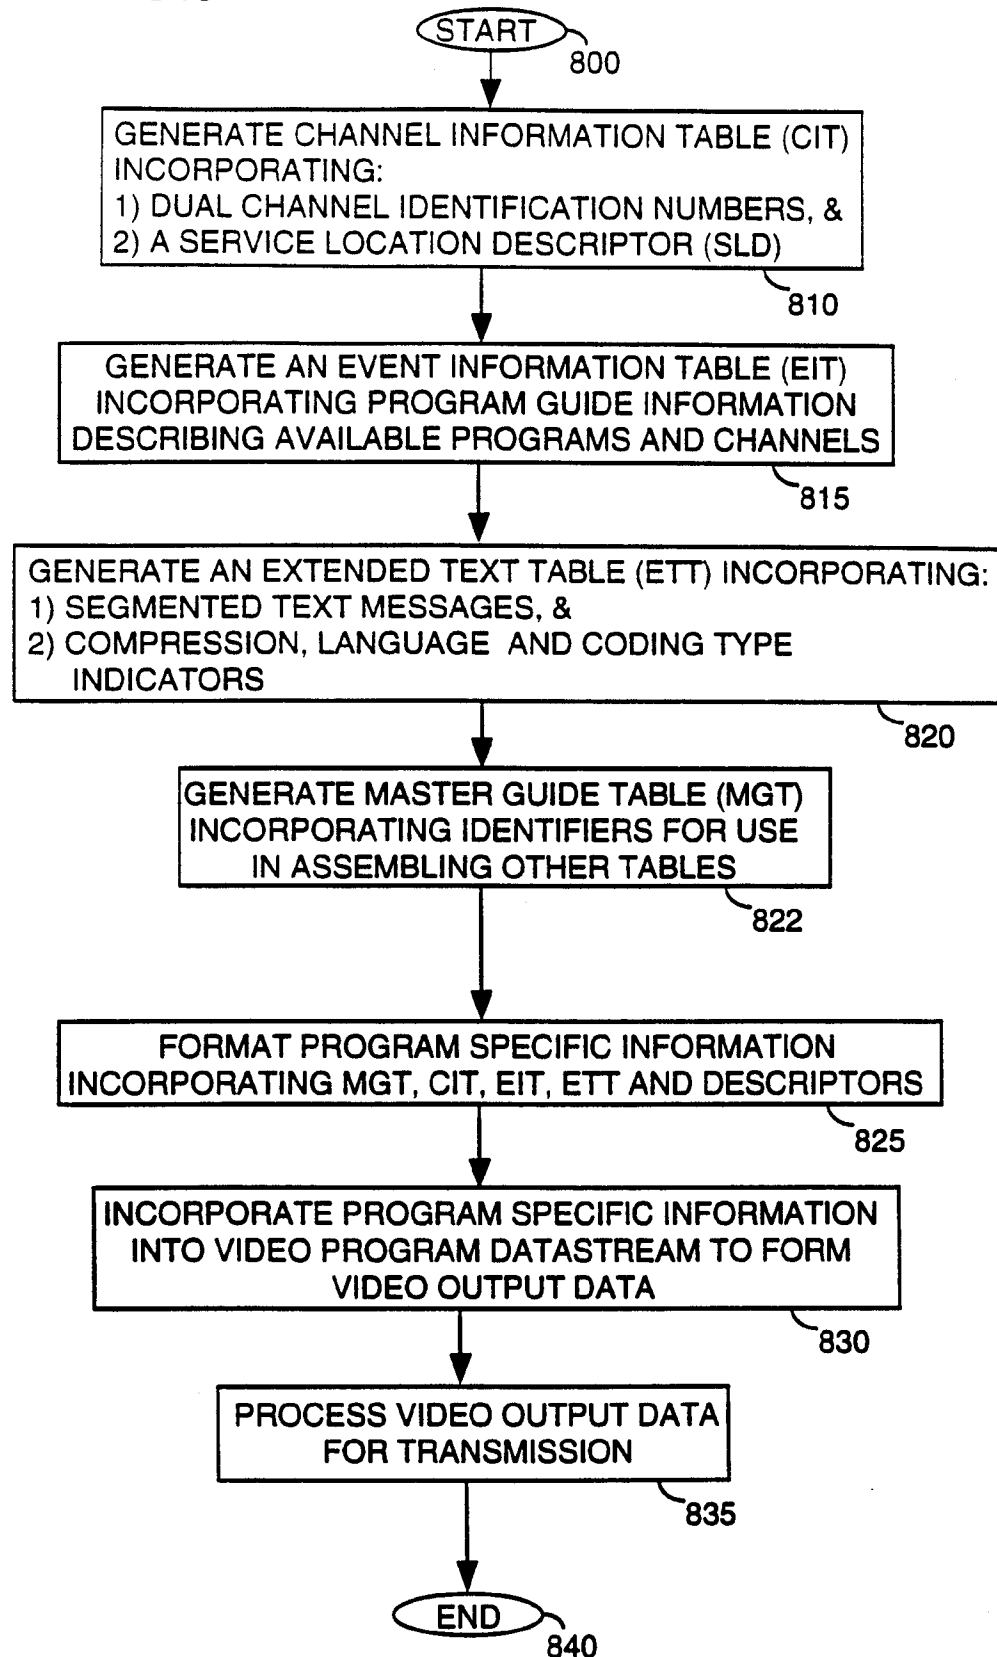 START
800
GENERATE CHANNEL INFORMATION TABLE (CIT)
INCORPORATING:
1) DUAL CHANNEL IDENTIFICATION NUMBERS, &
2) A SERVICE LOCATION DESCRIPTOR (SLD)
810
GENERATE AN EVENT INFORMATION TABLE (EIT)
INCORPORATING PROGRAM GUIDE INFORMATION
DESCRIBING AVAILABLE PROGRAMS AND CHANNELS
815
GENERATE AN EXTENDED TEXT TABLE (ETT) INCORPORATING:
1) SEGMENTED TEXT MESSAGES, &
2) COMPRESSION, LANGUAGE AND CODING TYPE
INDICATORS
820
GENERATE MASTER GUIDE TABLE (MGT)
INCORPORATING IDENTIFIERS FOR USE
IN ASSEMBLING OTHER TABLES
822
FORMAT PROGRAM SPECIFIC INFORMATION
INCORPORATING MGT, CIT, EIT, ETT AND DESCRIPTORS
825
INCORPORATE PROGRAM SPECIFIC INFORMATION
INTO VIDEO PROGRAM DATASTREAM TO FORM
VIDEO OUTPUT DATA
830
PROCESS VIDEO OUTPUT DATA
FOR TRANSMISSION
835
END
840